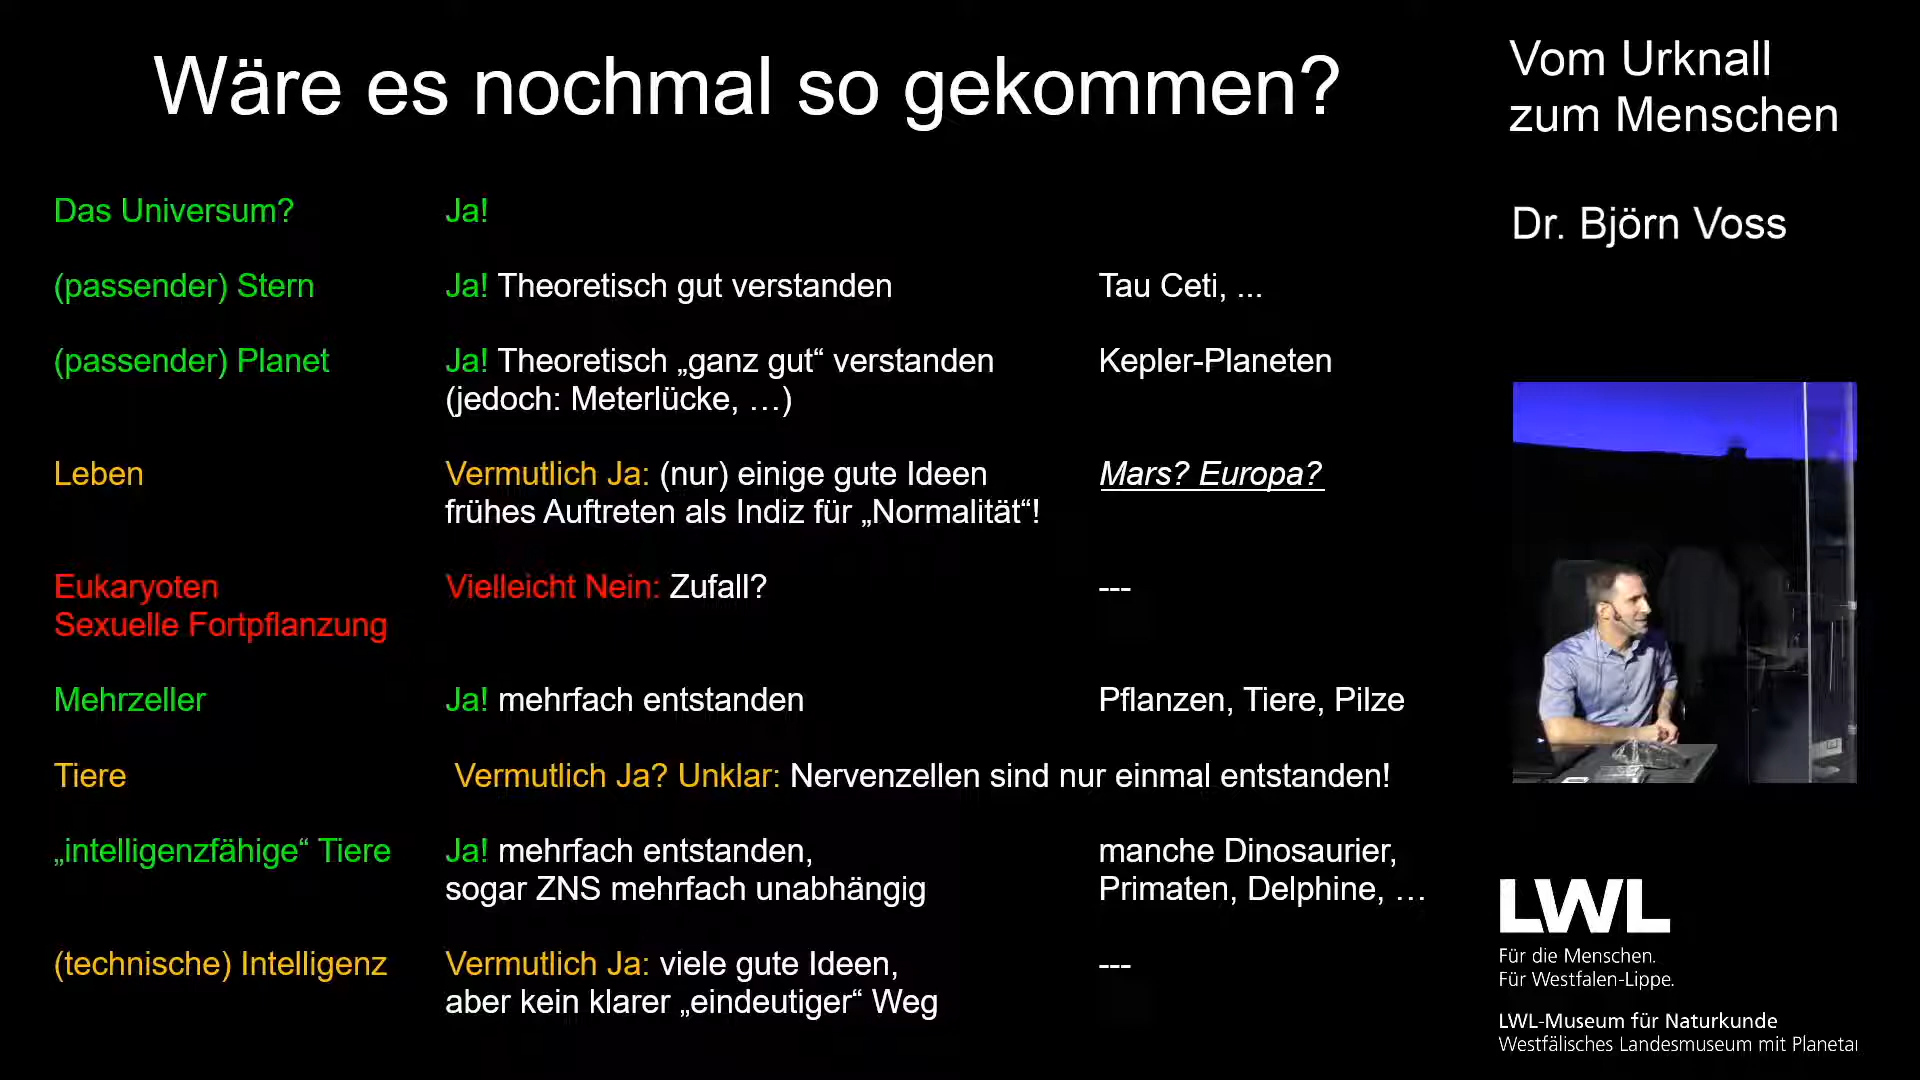 Wäre es nochmal so gekommen?
Vom Urknall
zum Menschen
Dr. Björn Voss
Das Universum? Ja!
(passender) Stern Ja! Theoretisch gut verstanden Tau Ceti, ...
(passender) Planet Ja! Theoretisch „ganz gut“ verstanden Kepler-Planeten
(jedoch: Meterlücke, …)
Leben Vermutlich Ja: (nur) einige gute Ideen Mars? Europa?
frühes Auftreten als Indiz für „Normalität“!
Eukaryoten Vielleicht Nein: Zufall? ---
Sexuelle Fortpflanzung
Mehrzeller Ja! mehrfach entstanden Pflanzen, Tiere, Pilze
Tiere Vermutlich Ja? Unklar: Nervenzellen sind nur einmal entstanden!
„intelligenzfähige“ Tiere Ja! mehrfach entstanden, manche Dinosaurier,
sogar ZNS mehrfach unabhängig Primaten, Delphine, …
(technische) Intelligenz Vermutlich Ja: viele gute Ideen, ---
aber kein klarer „eindeutiger“ Weg
LWL
Für die Menschen.
Für Westfalen-Lippe.
LWL-Museum für Naturkunde
Westfälisches Landesmuseum mit Planetar